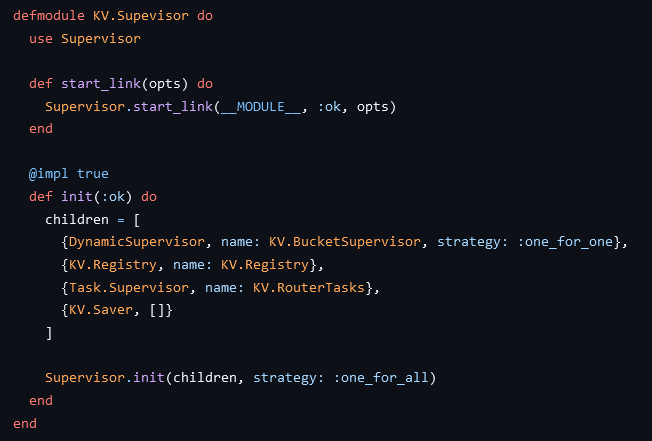 defmodule KV.Supevisor do
  use Supervisor

  def start_link(opts) do
    Supervisor.start_link(__MODULE__, :ok, opts)
  end

  @impl true
  def init(:ok) do
    children = [
      {DynamicSupervisor, name: KV.BucketSupervisor, strategy: :one_for_one},
      {KV.Registry, name: KV.Registry},
      {Task.Supervisor, name: KV.RouterTasks},
      {KV.Saver, []}
    ]

    Supervisor.init(children, strategy: :one_for_all)
  end
end